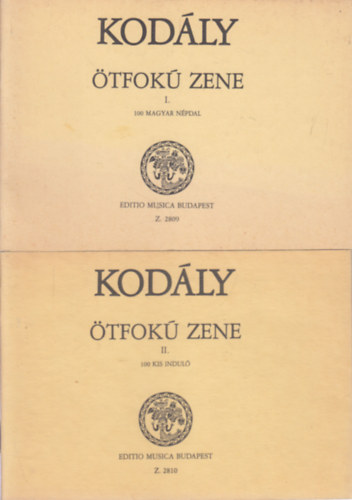 KODÁLY
ÖTFOKÚ ZENE
I.
100 MAGYAR NÉPDAL
EDITIO MUSICA BUDAPEST
Z. 2809
KODÁLY
ÖTFOKÚ ZENE
II.
100 KIS INDULÓ
EDITIO MUSICA BUDAPEST
Z. 2810